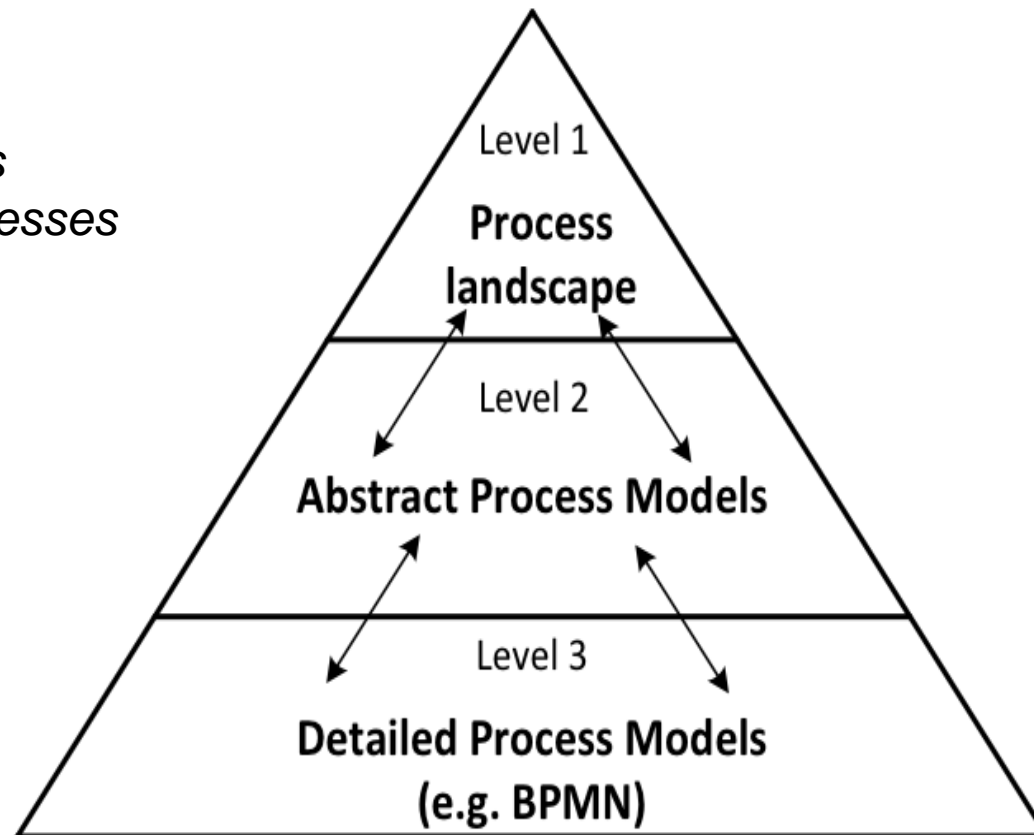 Level 1
Process
landscape
Level 2
Abstract Process Models
Level 3
Detailed Process Models
(e.g. BPMN)